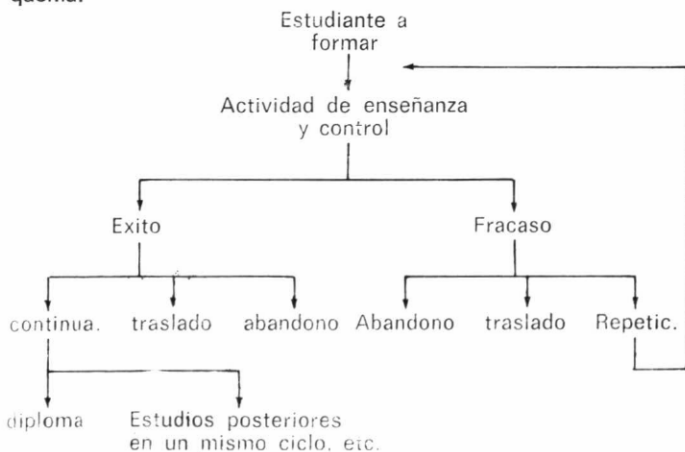 quema.
Estudiante a
formar
Actividad de enseñanza
y control
Exito Fracaso
continua. traslado abandono Abandono traslado Repetic.
diploma Estudios posteriores
en un mismo ciclo, etc.